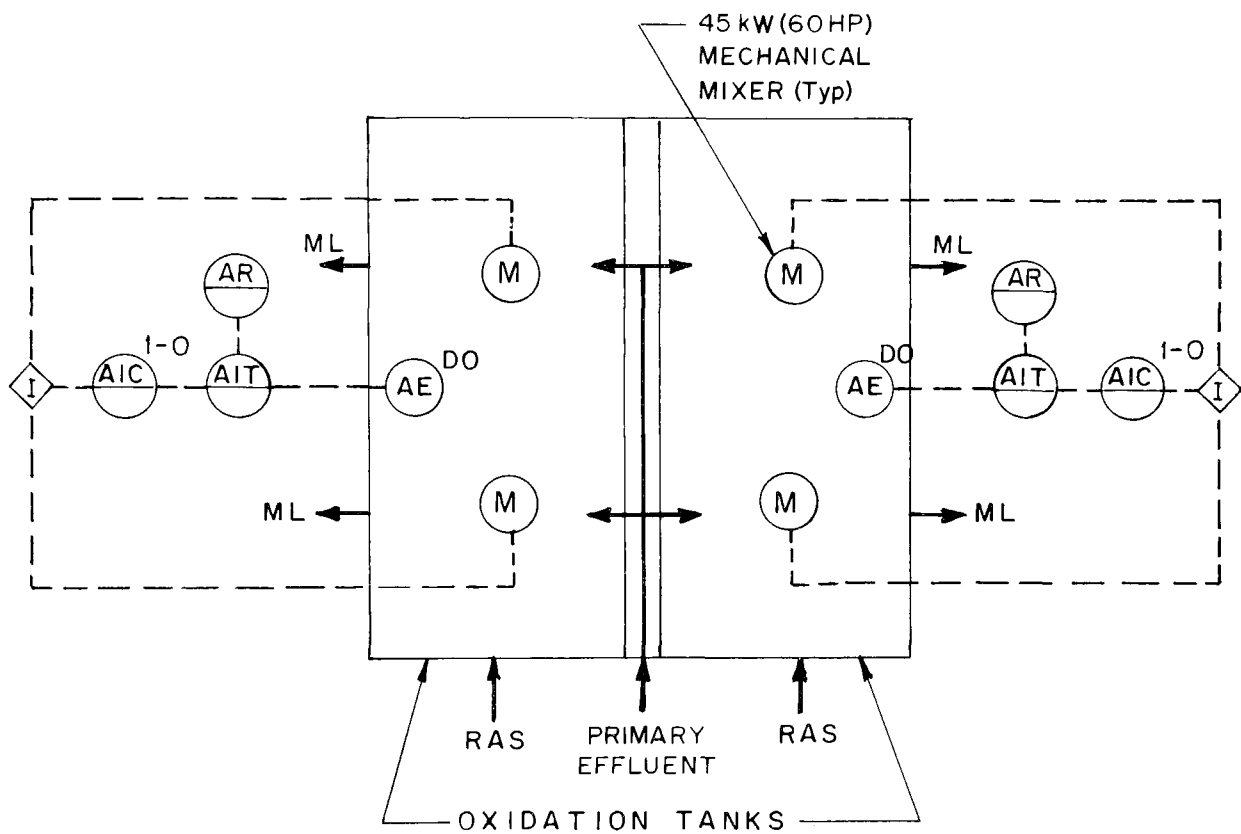 45 kW (60 HP)
MECHANICAL
MIXER (Typ)
ML
M
M
ML
AR
AR
1-0
DO
DO
1-0
I
AIC
AIT
AE
AE
AIT
AIC
I
ML
M
M
ML
RAS
PRIMARY
EFFLUENT
RAS
OXIDATION TANKS